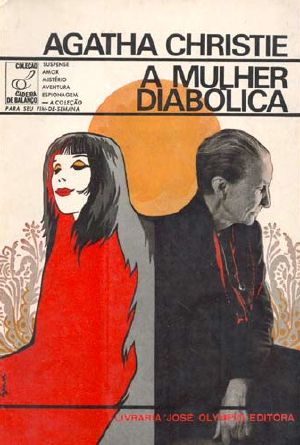 AGATHA CHRISTIE
A MULHER
DIABÓLICA
COLEÇÃO
CADEIRA
DE BALANÇO
SUSPENSE
AMOR
MISTÉRIO
AVENTURA
ESPIONAGEM
— A COLEÇÃO
PARA SEU FIM-DE-SEMANA
LIVRARIA JOSÉ OLYMPIO EDITORA